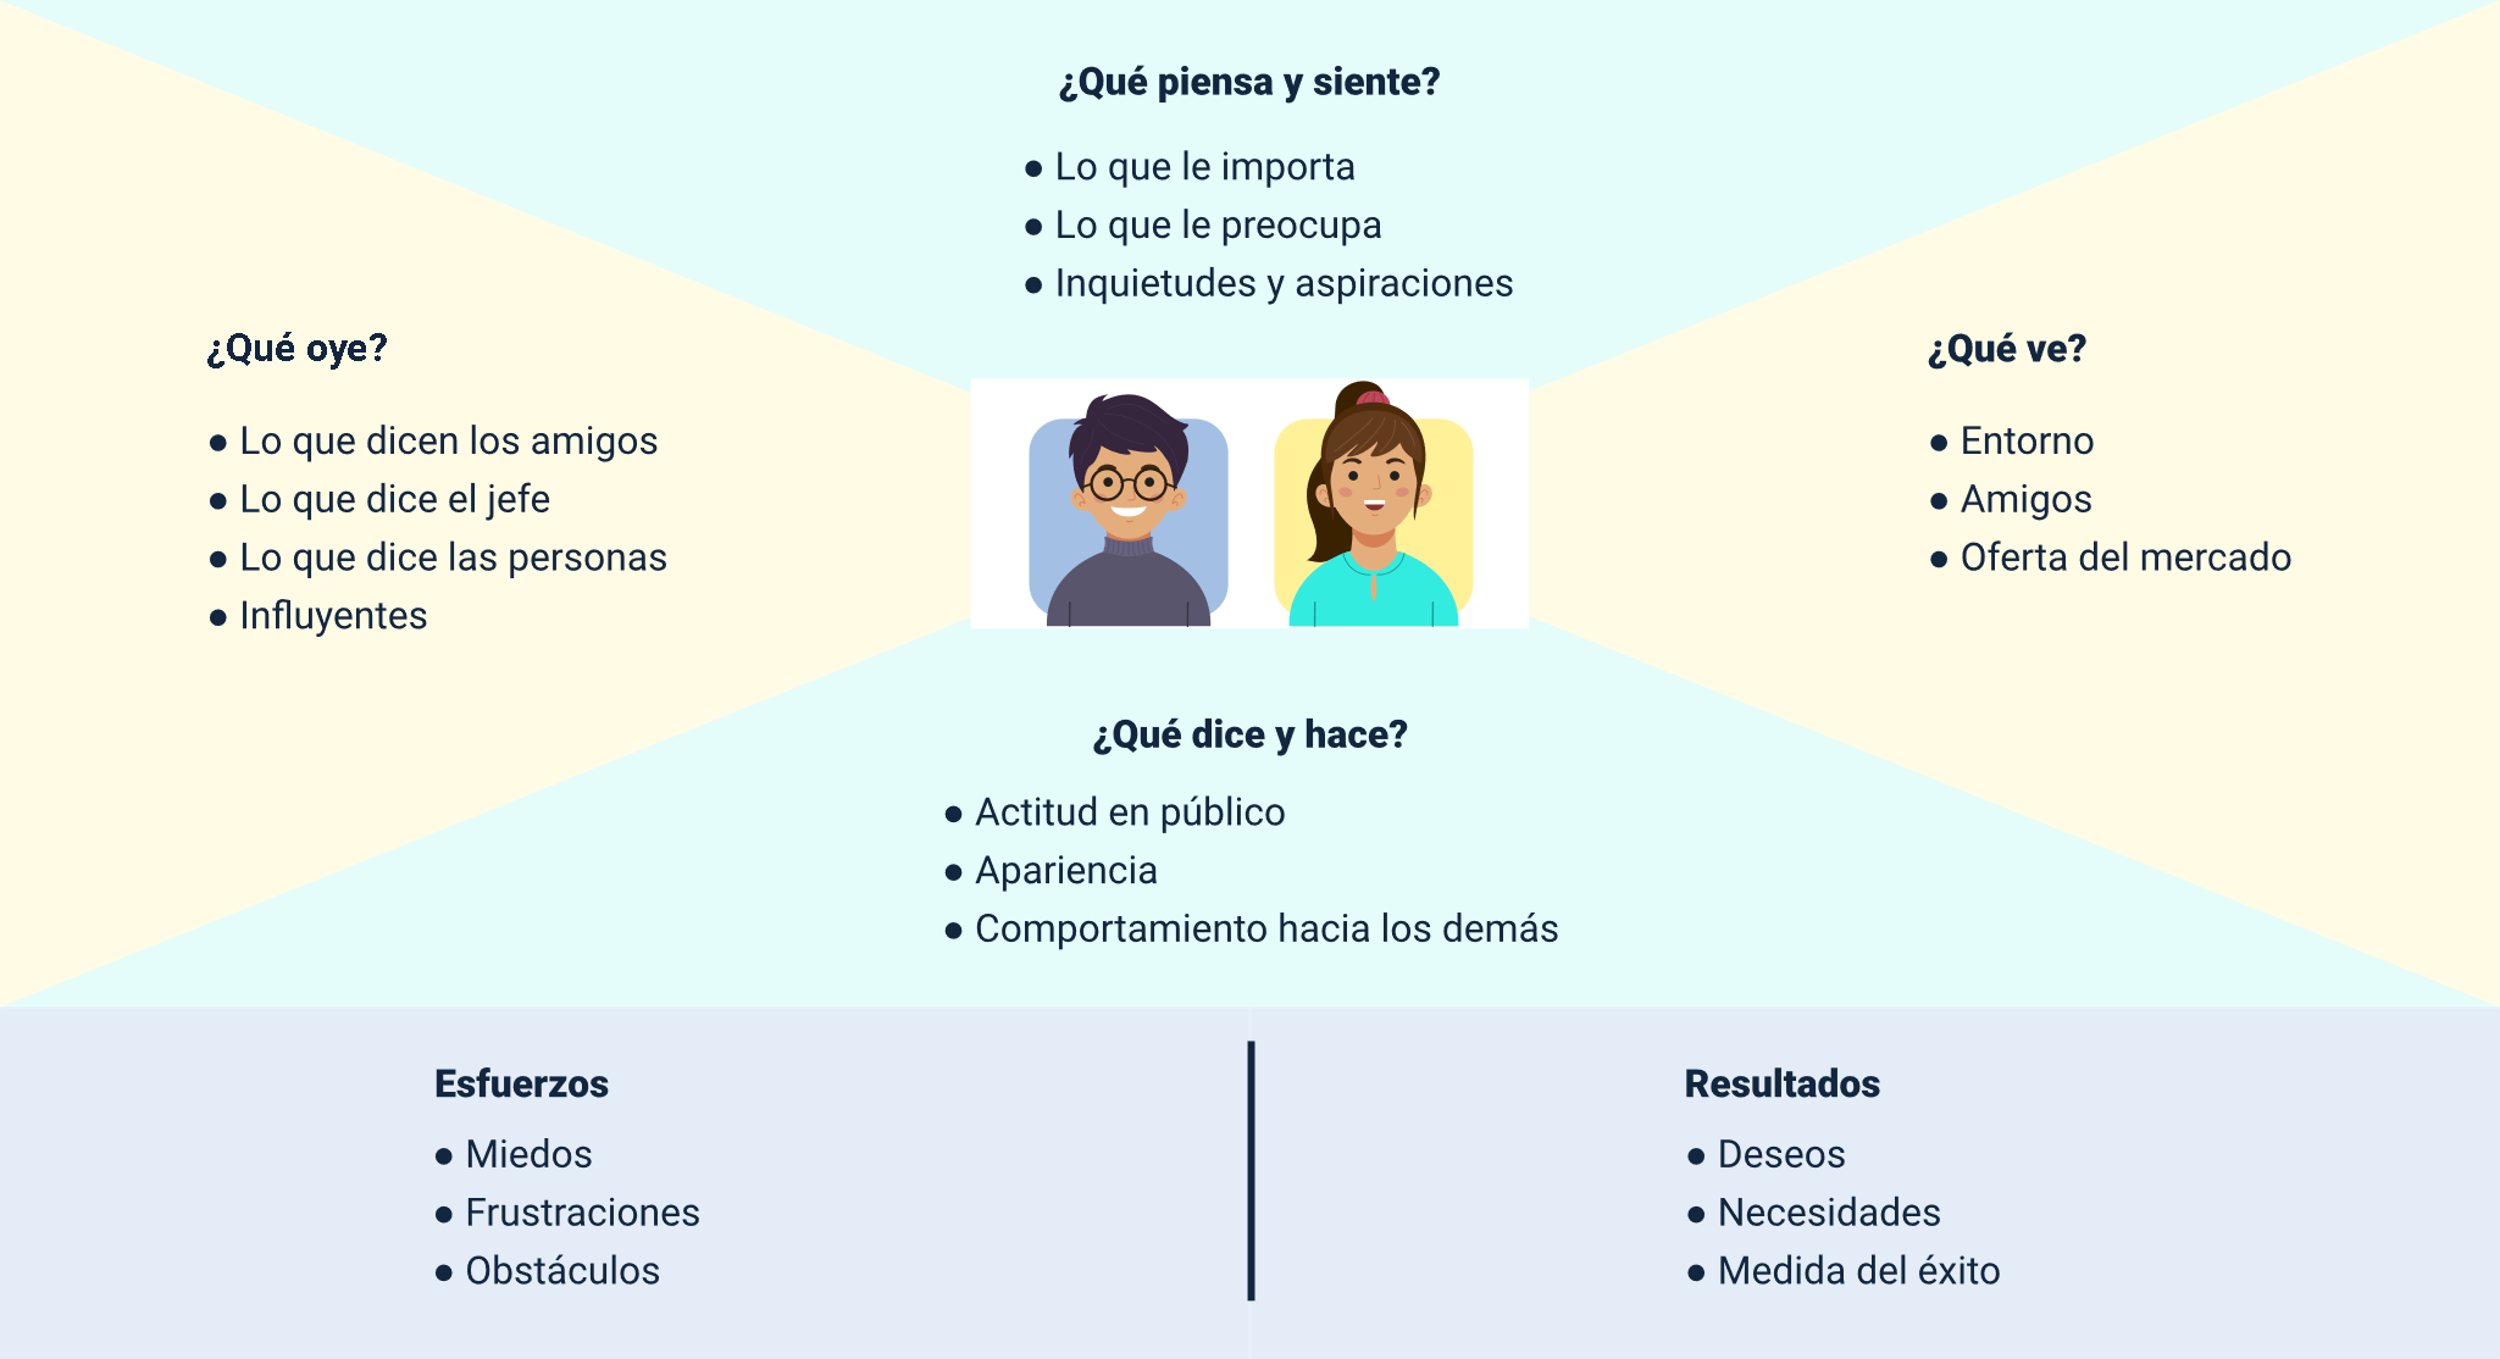 ¿Qué piensa y siente?
● Lo que le importa
● Lo que le preocupa
● Inquietudes y aspiraciones
¿Qué oye?
● Lo que dicen los amigos
● Lo que dice el jefe
● Lo que dice las personas
● Influyentes
¿Qué ve?
● Entorno
● Amigos
● Oferta del mercado
¿Qué dice y hace?
● Actitud en público
● Apariencia
● Comportamiento hacia los demás
Esfuerzos
● Miedos
● Frustraciones
● Obstáculos
Resultados
● Deseos
● Necesidades
● Medida del éxito